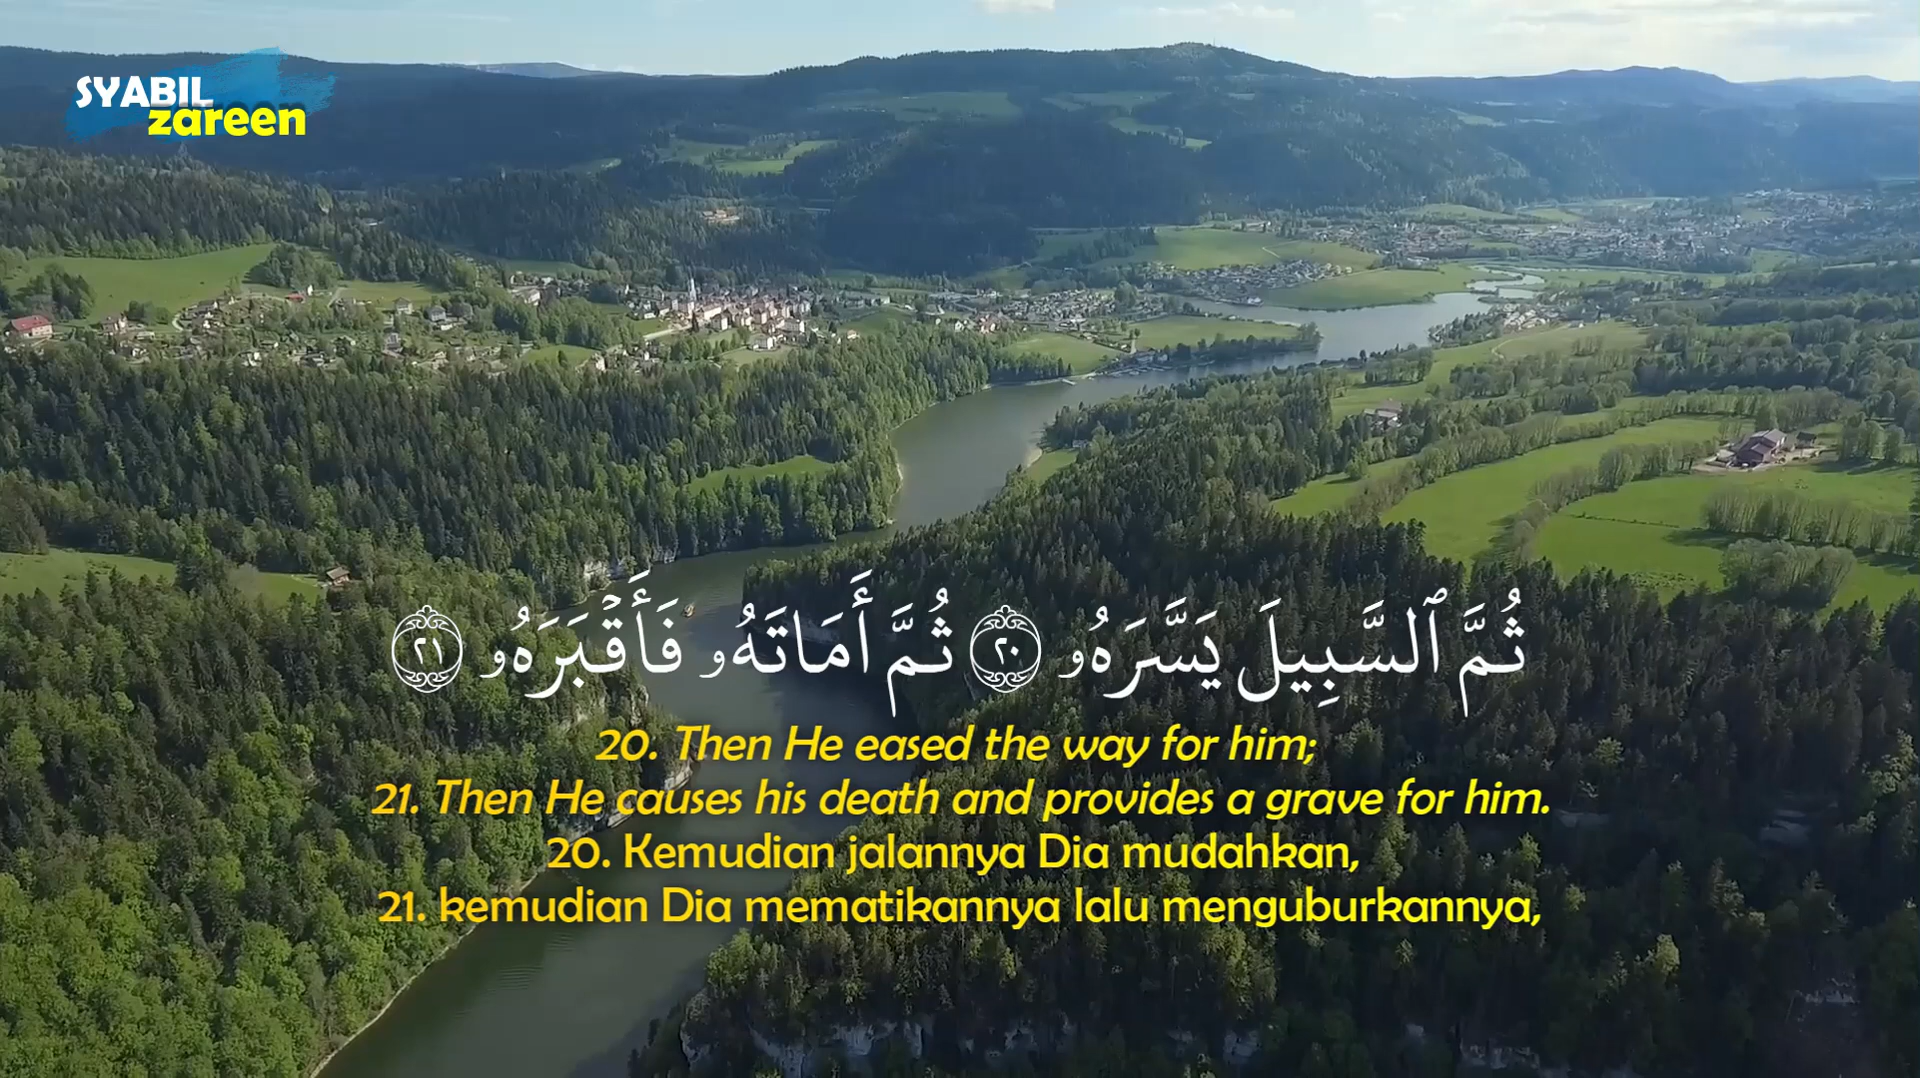 SYABIL
zareen
ثُمَّ ٱلسَّبِيلَ يَسَّرَهُۥ ٢٠ ثُمَّ أَمَاتَهُۥ فَأَقْبَرَهُۥ ٢١
20. Then He eased the way for him;
21. Then He causes his death and provides a grave for him.
20. Kemudian jalannya Dia mudahkan,
21. kemudian Dia mematikannya lalu menguburkannya,